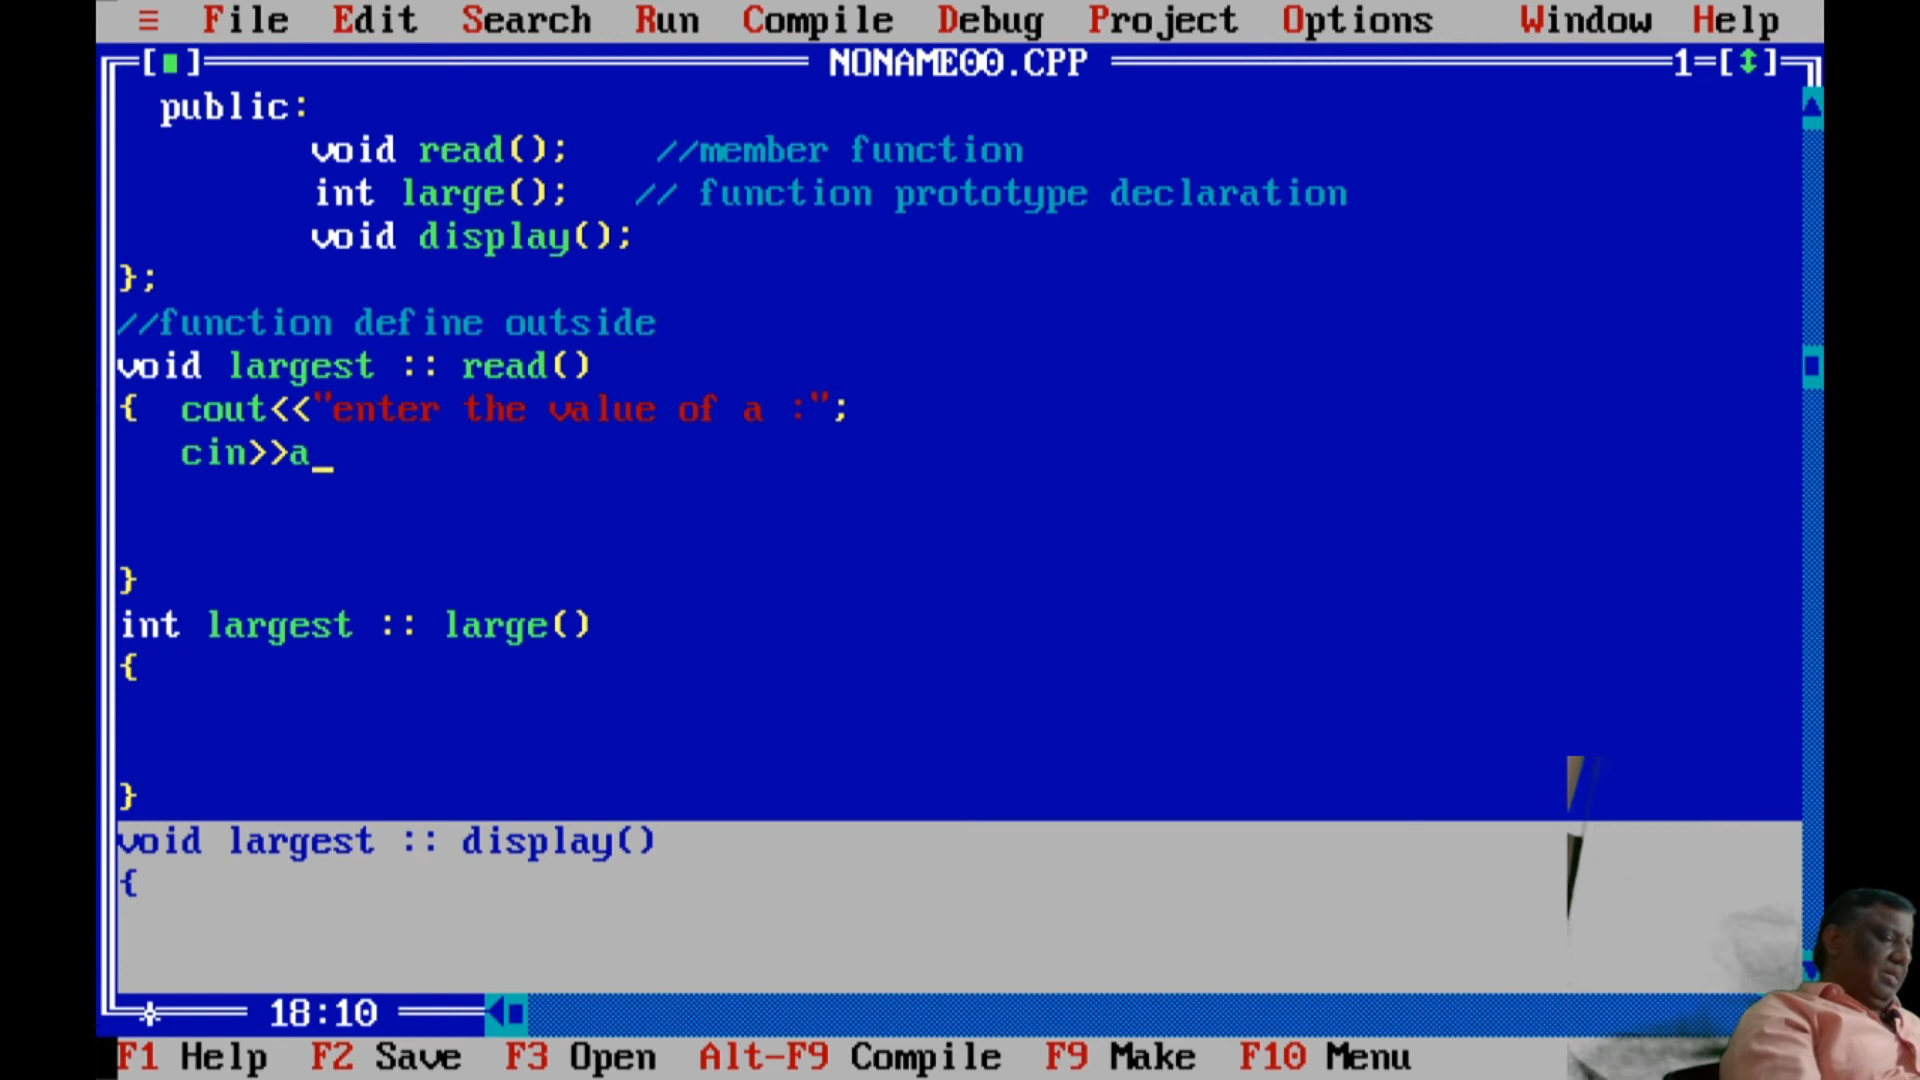 ≡ File Edit Search Run Compile Debug Project Options Window Help
[■] NONAME00.CPP 1=[↕]
public:
void read(); //member function
int large(); // function prototype declaration
void display();
};
//function define outside
void largest :: read()
{ cout<<"enter the value of a :";
cin>>a_
}
int largest :: large()
{
}
void largest :: display()
{
18:10
F1 Help F2 Save F3 Open Alt-F9 Compile F9 Make F10 Menu